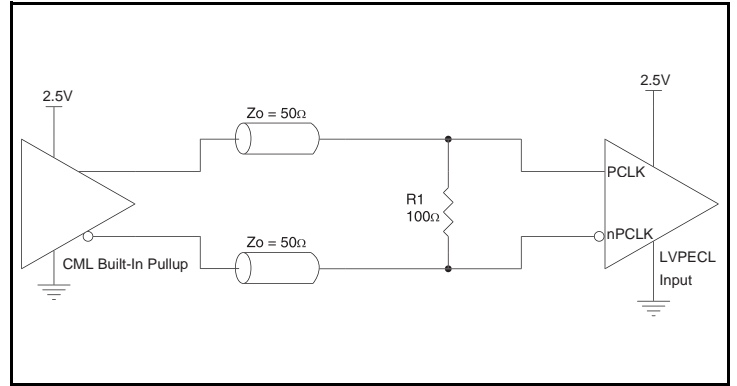 2.5V
2.5V
Zo = 50Ω
PCLK
R1
100Ω
nPCLK
Zo = 50Ω
CML Built-In Pullup
LVPECL
Input